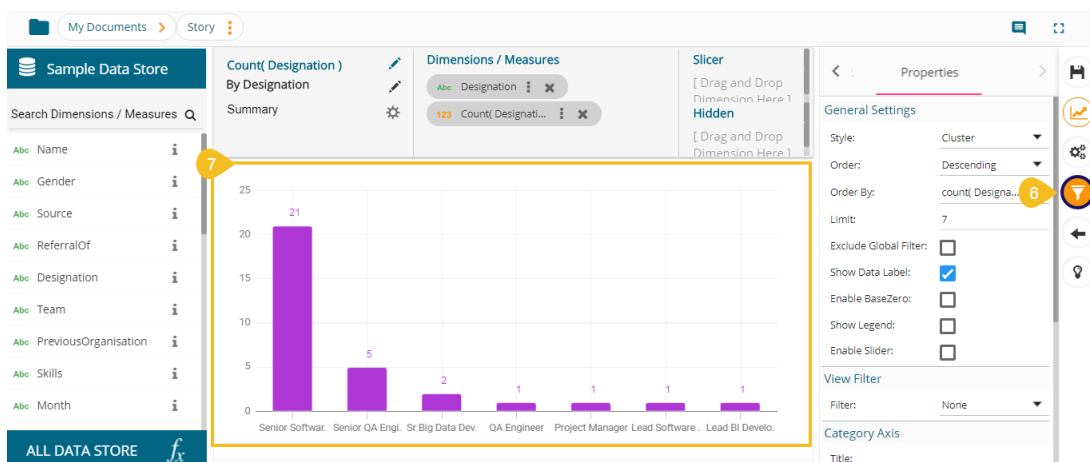 My Documents > Story
Sample Data Store
Search Dimensions / Measures
Abc Name i
Abc Gender i
Abc Source i
Abc ReferralOf i
Abc Designation i
Abc Team i
Abc PreviousOrganisation i
Abc Skills i
Abc Month i
ALL DATA STORE fx
Count( Designation )
By Designation
Summary
Dimensions / Measures
Abc Designation
123 Count( Designati...
Slicer
[ Drag and Drop
Dimension Here ]
Hidden
[ Drag and Drop
Dimension Here ]
7
25
20
15
10
5
0
21
5
2
1
1
1
1
Senior Softwar. Senior QA Engi. Sr Big Data Dev. QA Engineer Project Manager Lead Software . Lead BI Develo.
< : Properties >
General Settings
Style: Cluster
Order: Descending
Order By: count( Designa...
6
Limit: 7
Exclude Global Filter:
Show Data Label:
Enable BaseZero:
Show Legend:
Enable Slider:
View Filter
Filter: None
Category Axis
Title: